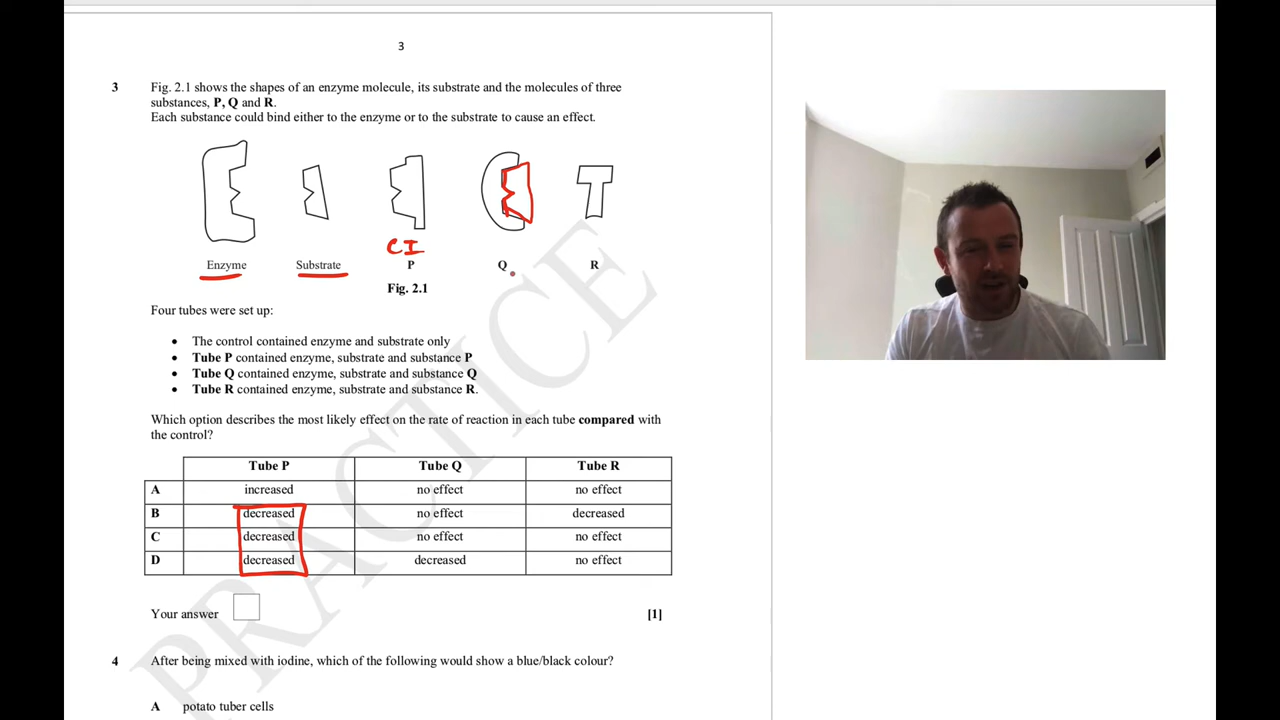 3
3 Fig. 2.1 shows the shapes of an enzyme molecule, its substrate and the molecules of three
substances, P, Q and R.
Each substance could bind either to the enzyme or to the substrate to cause an effect.
CI
Enzyme Substrate P Q R
Fig. 2.1
Four tubes were set up:
• The control contained enzyme and substrate only
• Tube P contained enzyme, substrate and substance P
• Tube Q contained enzyme, substrate and substance Q
• Tube R contained enzyme, substrate and substance R.
Which option describes the most likely effect on the rate of reaction in each tube compared with
the control?
Tube P Tube Q Tube R
A increased no effect no effect
B decreased no effect decreased
C decreased no effect no effect
D decreased decreased no effect
Your answer [1]
4 After being mixed with iodine, which of the following would show a blue/black colour?
A potato tuber cells
PRACTICE